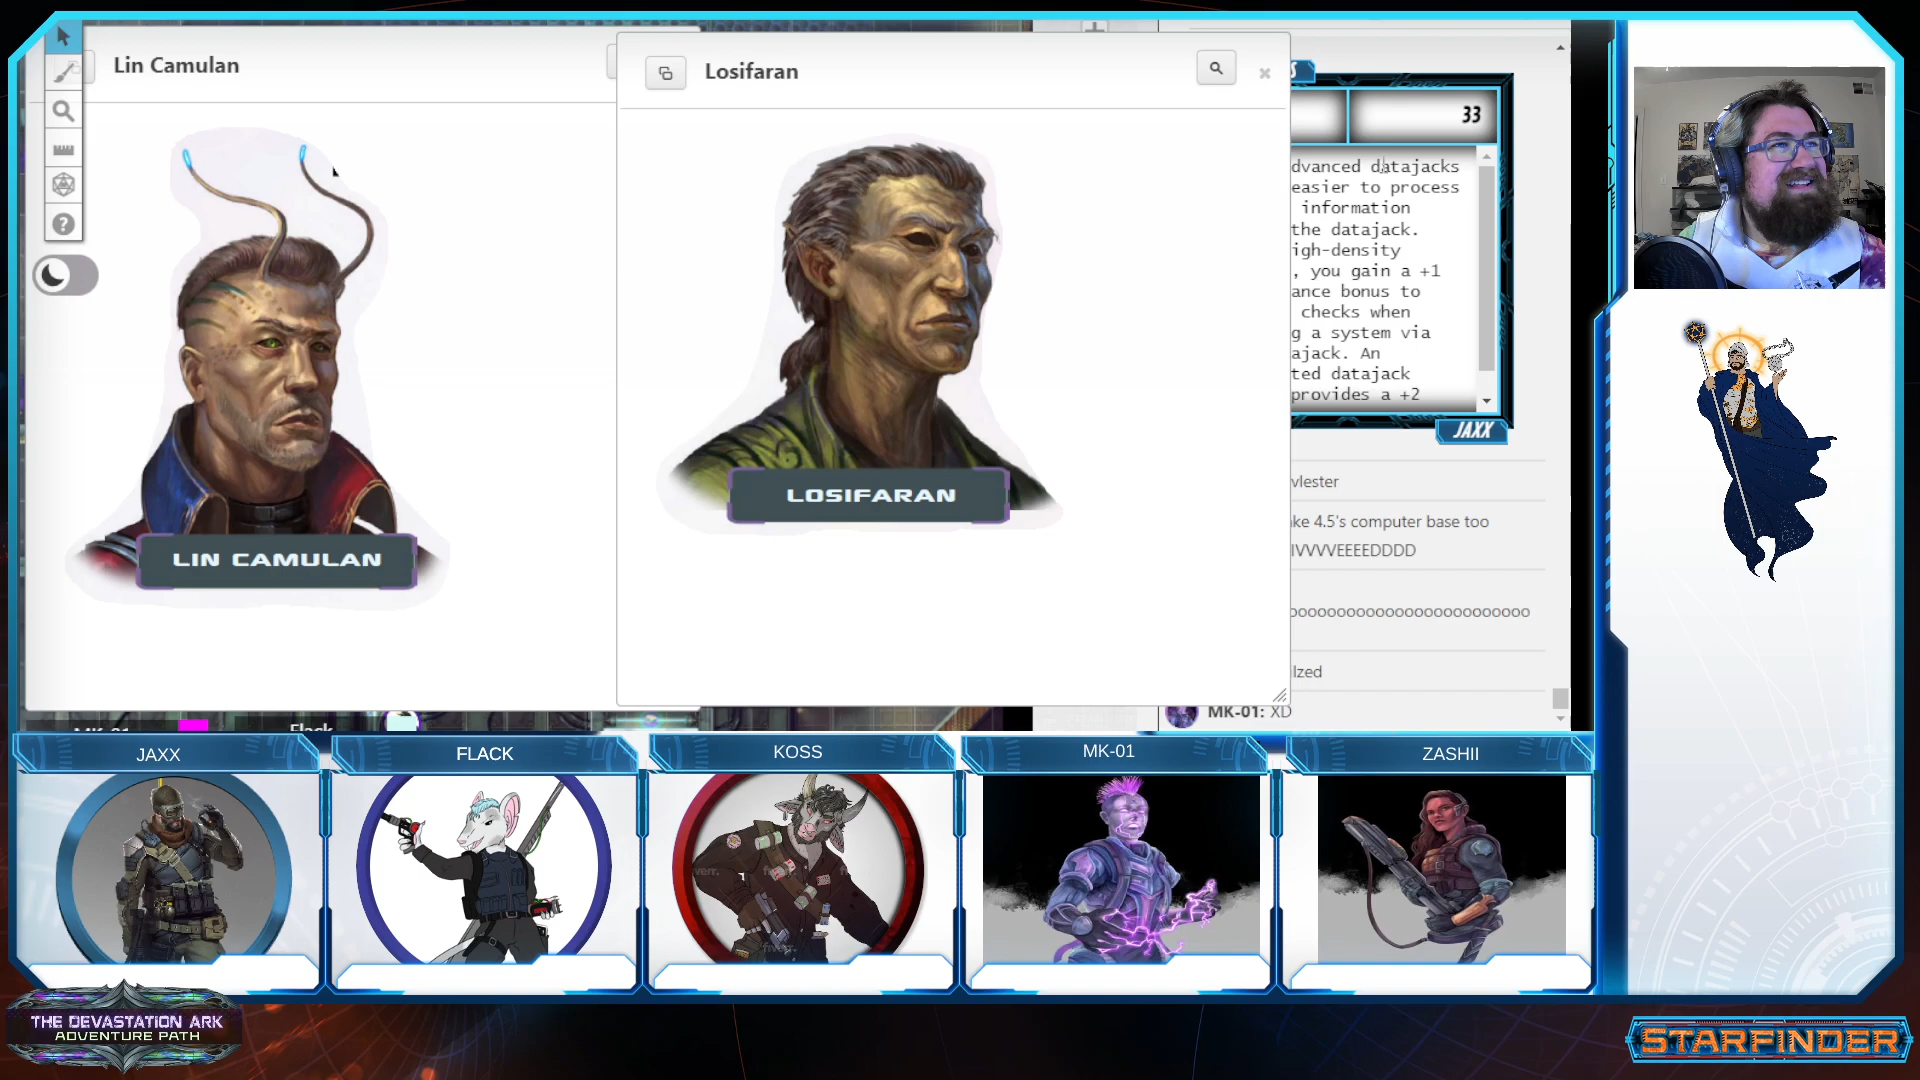 Lin Camulan
Losifaran
LIN CAMULAN
LOSIFARAN
33
dvanced datajacks
easier to process
information
the datajack.
igh-density
, you gain a +1
ance bonus to
checks when
g a system via
ajack. An
ted datajack
provides a +2
JAXX
vlester
ke 4.5's computer base too
IVVVVEEEEDDDD
lzed
MK-01: XD
Flack
JAXX
FLACK
KOSS
MK-01
ZASHII
THE DEVASTATION ARK
ADVENTURE PATH
STARFINDER